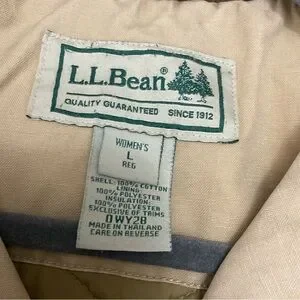 L.L.Bean®
QUALITY GUARANTEED SINCE 1912
WOMEN'S
L
REG
SHELL: 100% COTTON
LINING:
100% POLYESTER
INSULATION:
100% POLYESTER
EXCLUSIVE OF TRIMS
0WY2B
MADE IN THAILAND
CARE ON REVERSE